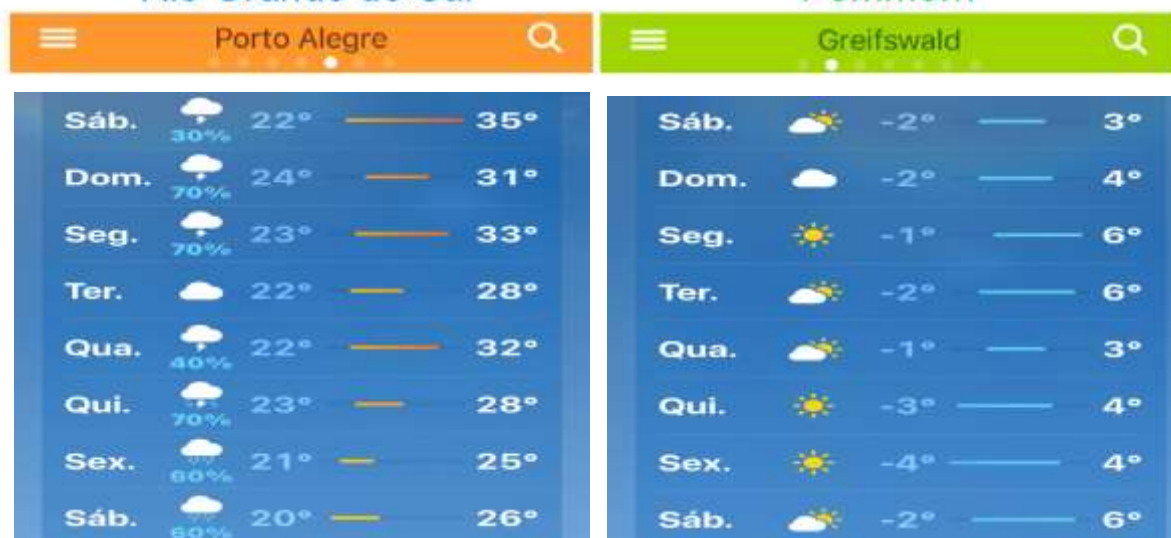 Porto Alegre
Sáb. 30% 22° 35°
Dom. 70% 24° 31°
Seg. 70% 23° 33°
Ter. 22° 28°
Qua. 40% 22° 32°
Qui. 70% 23° 28°
Sex. 60% 21° 25°
Sáb. 60% 20° 26°
Greifswald
Sáb. -2° 3°
Dom. -2° 4°
Seg. -1° 6°
Ter. -2° 6°
Qua. -1° 3°
Qui. -3° 4°
Sex. -4° 4°
Sáb. -2° 6°